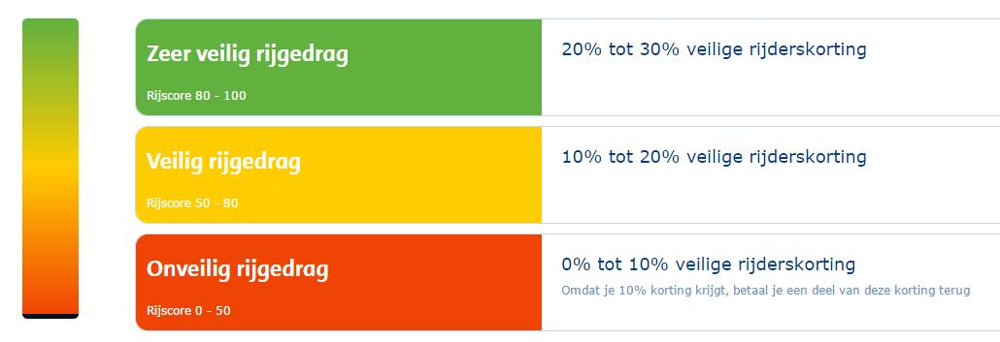 Zeer veilig rijgedrag
Rijscore 80 - 100
20% tot 30% veilige rijderskorting
Veilig rijgedrag
Rijscore 50 - 80
10% tot 20% veilige rijderskorting
Onveilig rijgedrag
Rijscore 0 - 50
0% tot 10% veilige rijderskorting
Omdat je 10% korting krijgt, betaal je een deel van deze korting terug